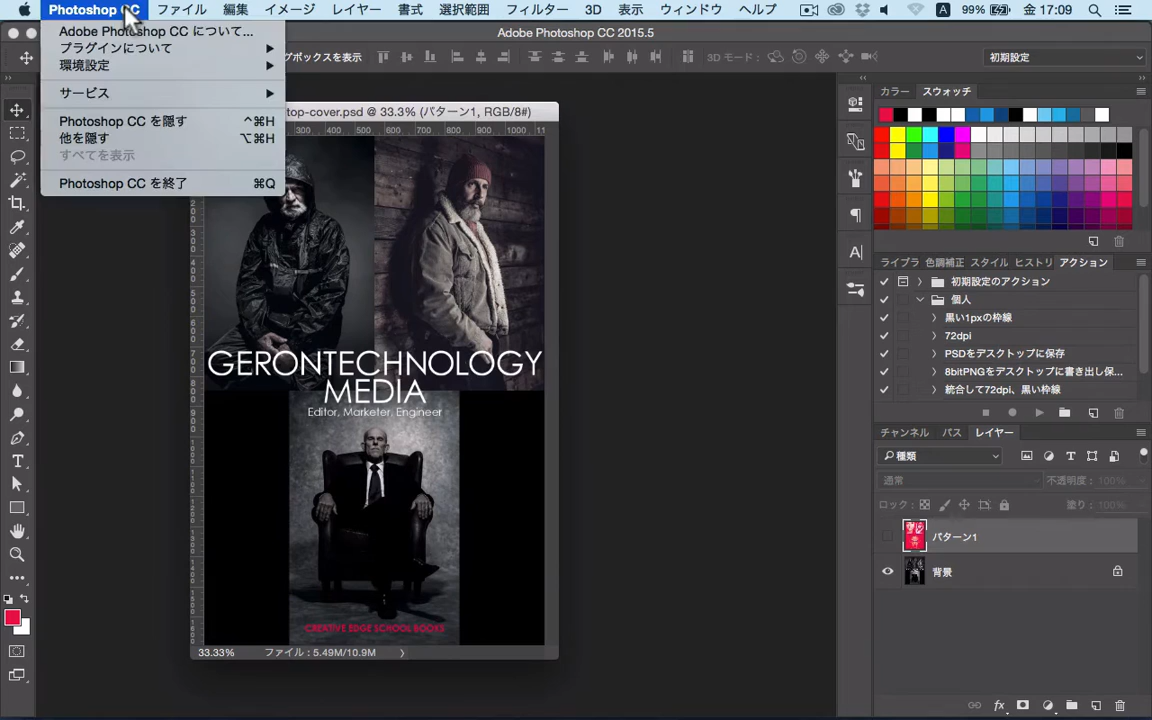 Photoshop CC ファイル 編集 イメージ レイヤー 書式 選択範囲 フィルター 3D 表示 ウィンドウ ヘルプ A 99% 金 17:09
Adobe Photoshop CC について...
プラグインについて
環境設定
サービス
Photoshop CC を隠す ^⌘H
他を隠す ⌥⌘H
すべてを表示
Photoshop CC を終了 ⌘Q
Adobe Photoshop CC 2015.5
を表示
3D モード:
初期設定
top-cover.psd @ 33.3% (パターン1, RGB/8#)
300 400 500 600 700 800 900 1000 11
GERONTECHNOLOGY
MEDIA
Editor, Marketer, Engineer
CREATIVE EDGE SCHOOL BOOKS
33.33% ファイル : 5.49M/10.9M
カラー スウォッチ
ライブラ 色調補正 スタイル ヒストリ アクション
初期設定のアクション
個人
黒い1pxの枠線
72dpi
PSDをデスクトップに保存
8bitPNGをデスクトップに書き出し保...
統合して72dpi、黒い枠線
チャンネル パス レイヤー
種類
通常 不透明度: 100%
ロック: 塗り: 100%
パターン1
背景
fx